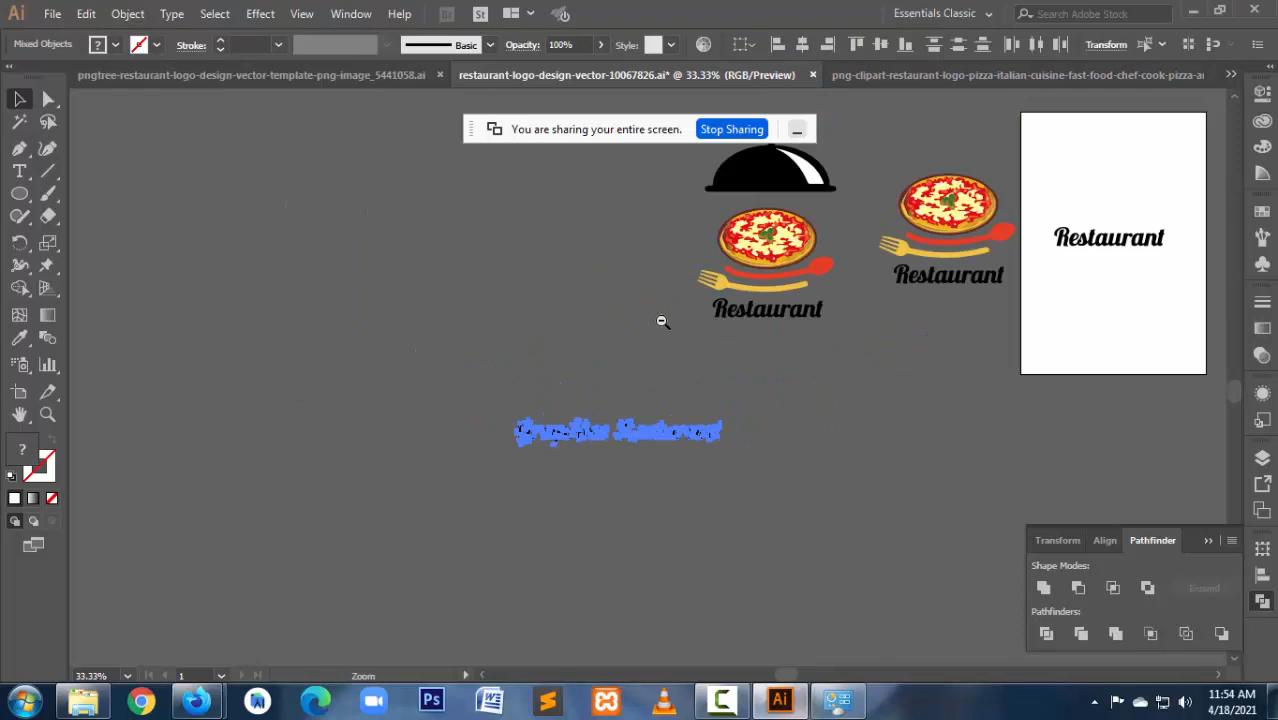 Ai File Edit Object Type Select Effect View Window Help Br St Essentials Classic Search Adobe Stock
Mixed Objects ? Stroke: Basic Opacity: 100% Style: Transform
pngtree-restaurant-logo-design-vector-template-png-image_5441058.ai × restaurant-logo-design-vector-10067826.ai* @ 33.33% (RGB/Preview) × png-clipart-restaurant-logo-pizza-italian-cuisine-fast-food-chef-cook-pizza-a
You are sharing your entire screen. Stop Sharing
Restaurant
Restaurant
Restaurant
?
Transform Align Pathfinder
Shape Modes:
Expand
Pathfinders:
33.33% 1 Zoom
Ps W Ai
11:54 AM
4/18/2021